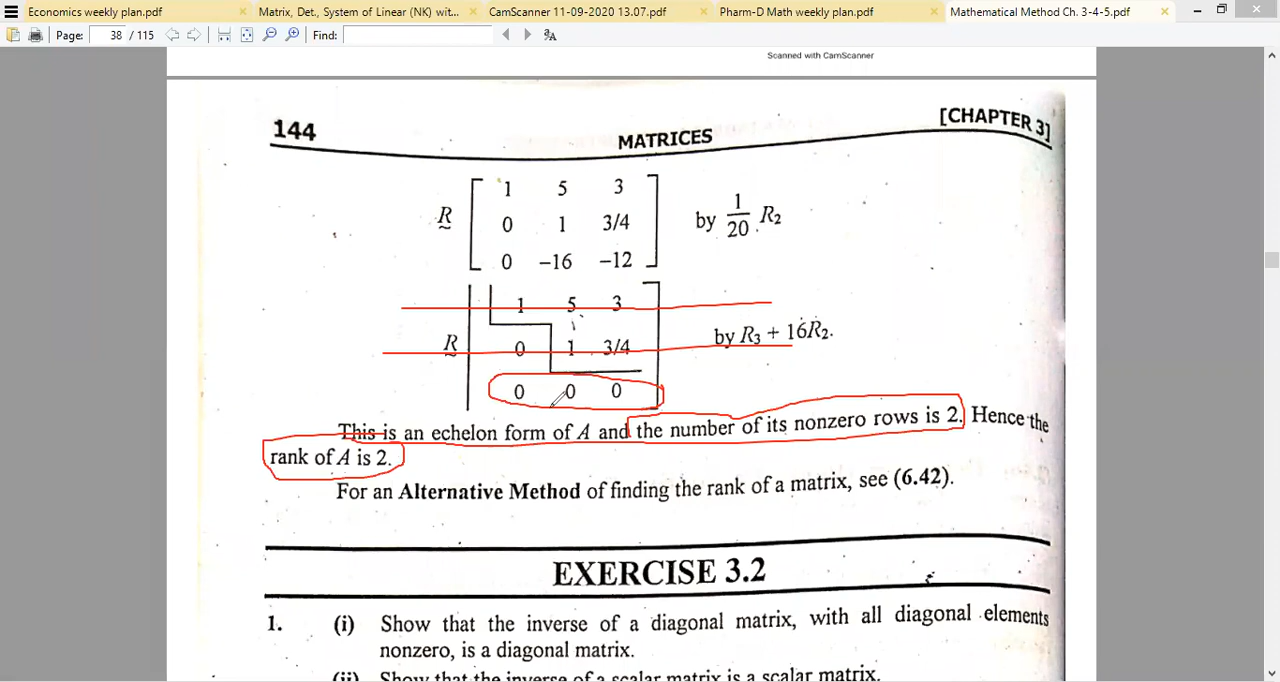 Economics weekly plan.pdf
Matrix, Det., System of Linear (NK) wit...
CamScanner 11-09-2020 13.07.pdf
Pharm-D Math weekly plan.pdf
Mathematical Method Ch. 3-4-5.pdf
Page: 38 / 115 Find:
Scanned with CamScanner
144 MATRICES [CHAPTER 3]
1 5 3
R 0 1 3/4 by 1/20 R2
0 -16 -12
1 5 3
R 0 1 3/4 by R3 + 16R2.
0 0 0
This is an echelon form of A and the number of its nonzero rows is 2. Hence the
rank of A is 2.
For an Alternative Method of finding the rank of a matrix, see (6.42).
EXERCISE 3.2
1. (i) Show that the inverse of a diagonal matrix, with all diagonal elements
nonzero, is a diagonal matrix.
(ii) Show that the inverse of a scalar matrix is a scalar matrix.